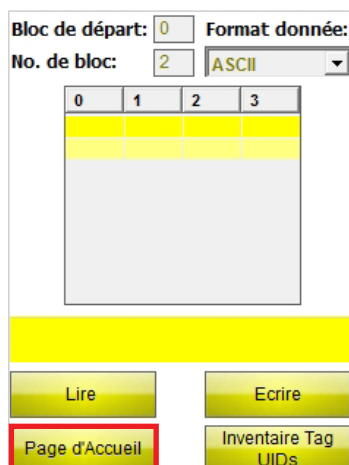 Bloc de départ: 0 Format donnée:
No. de bloc: 2 ASCII
0 1 2 3
Lire Ecrire
Page d'Accueil Inventaire Tag
UIDs